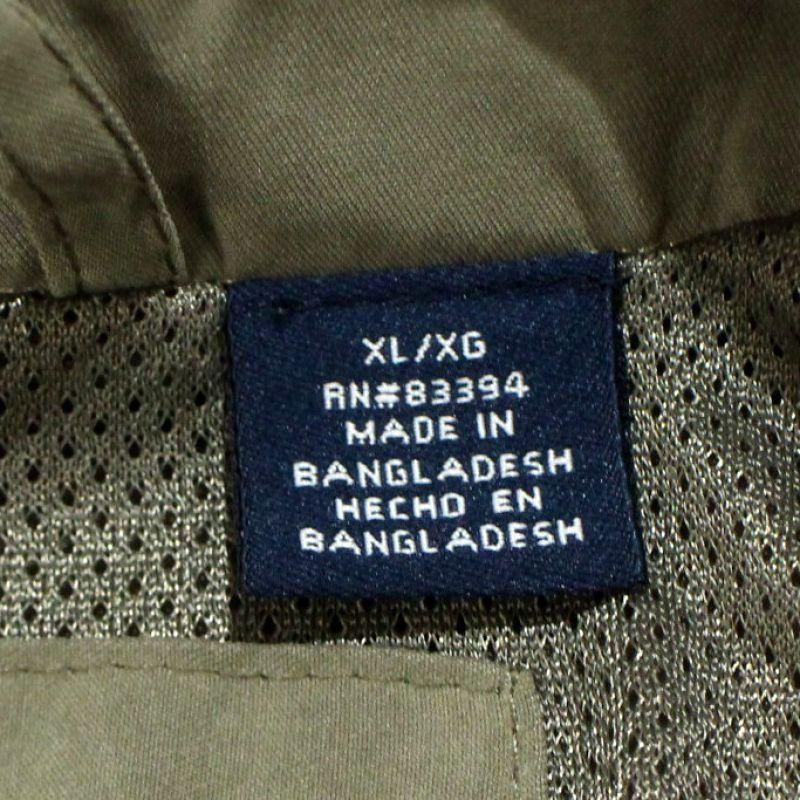 XL/XG
RN#83394
MADE IN
BANGLADESH
HECHO EN
BANGLADESH